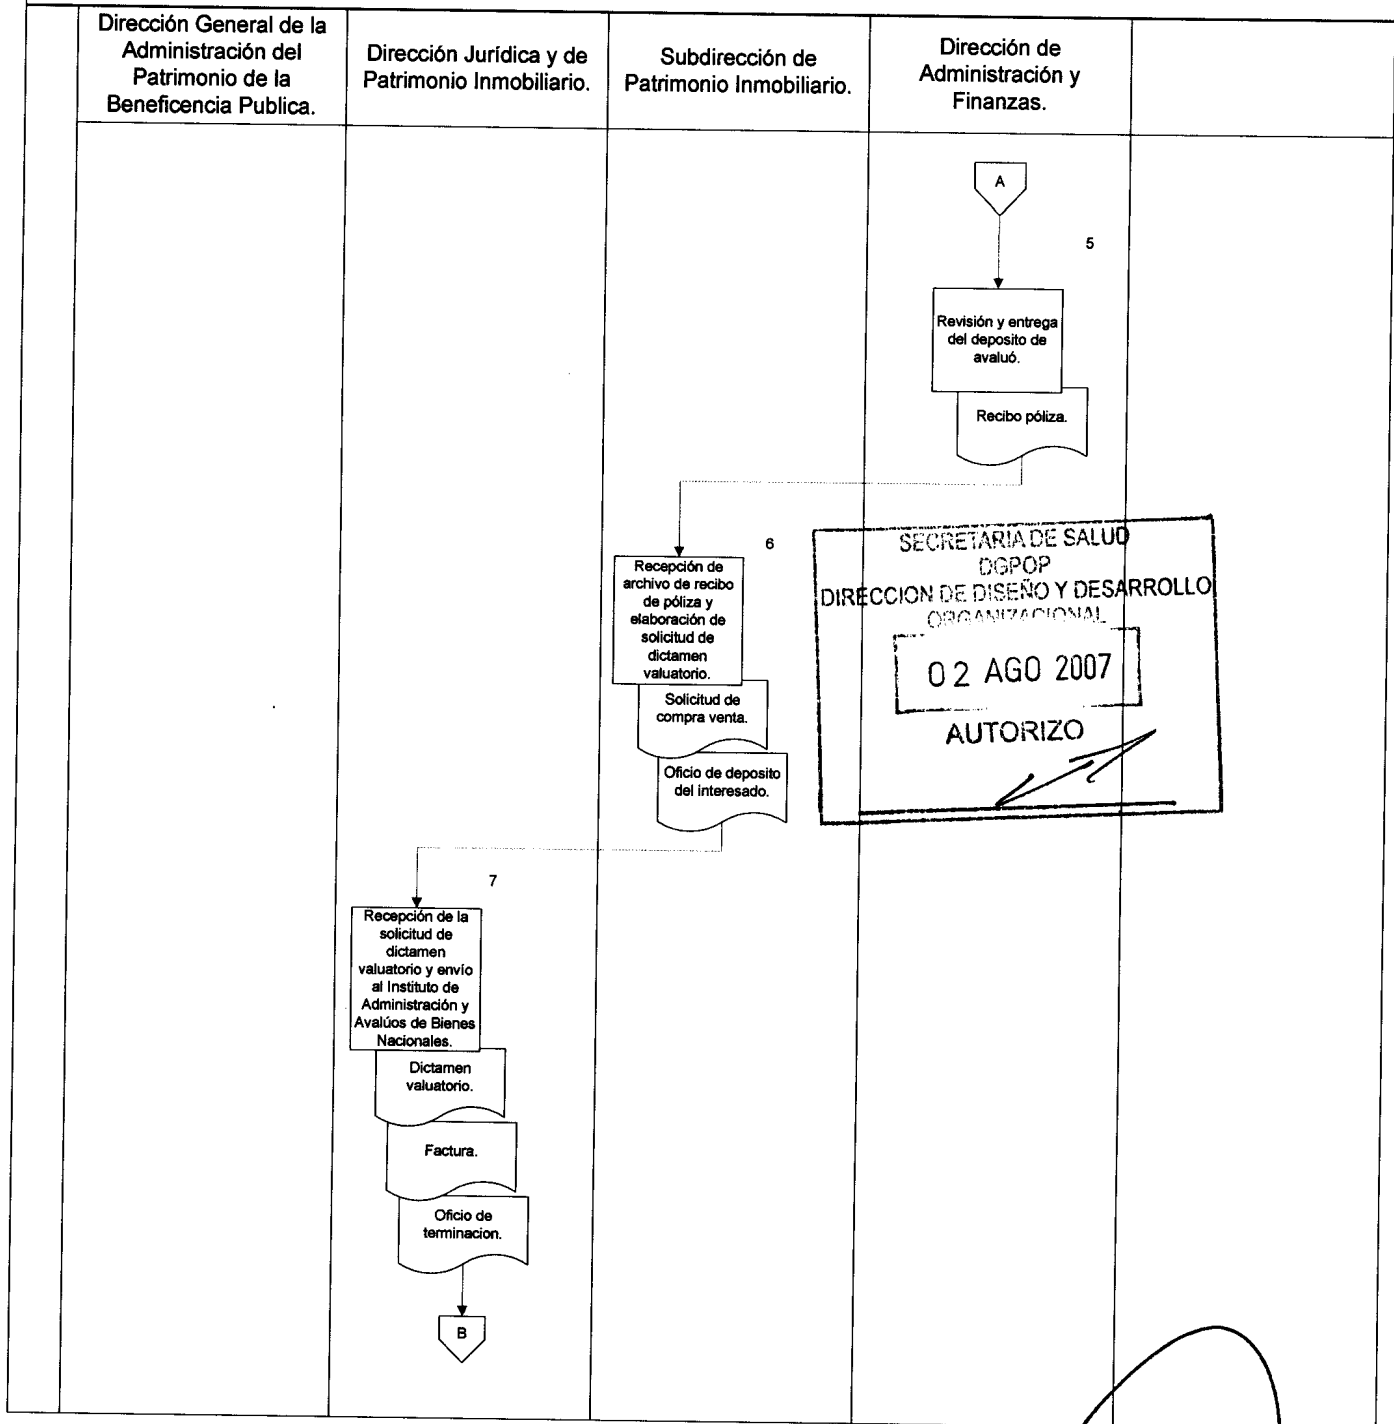 Dirección General de la
Administración del
Patrimonio de la
Beneficencia Publica.
Dirección Jurídica y de
Patrimonio Inmobiliario.
Subdirección de
Patrimonio Inmobiliario.
Dirección de
Administración y
Finanzas.
A
5
Revisión y entrega
del deposito de
avaluó.
Recibo póliza.
6
Recepción de
archivo de recibo
de póliza y
elaboración de
solicitud de
dictamen
valuatorio.
Solicitud de
compra venta.
Oficio de deposito
del interesado.
SECRETARIA DE SALUD
DGPOP
DIRECCION DE DISEÑO Y DESARROLLO
ORGANIZACIONAL
02 AGO 2007
AUTORIZO
7
Recepción de la
solicitud de
dictamen
valuatorio y envío
al Instituto de
Administración y
Avalúos de Bienes
Nacionales.
Dictamen
valuatorio.
Factura.
Oficio de
terminacion.
B